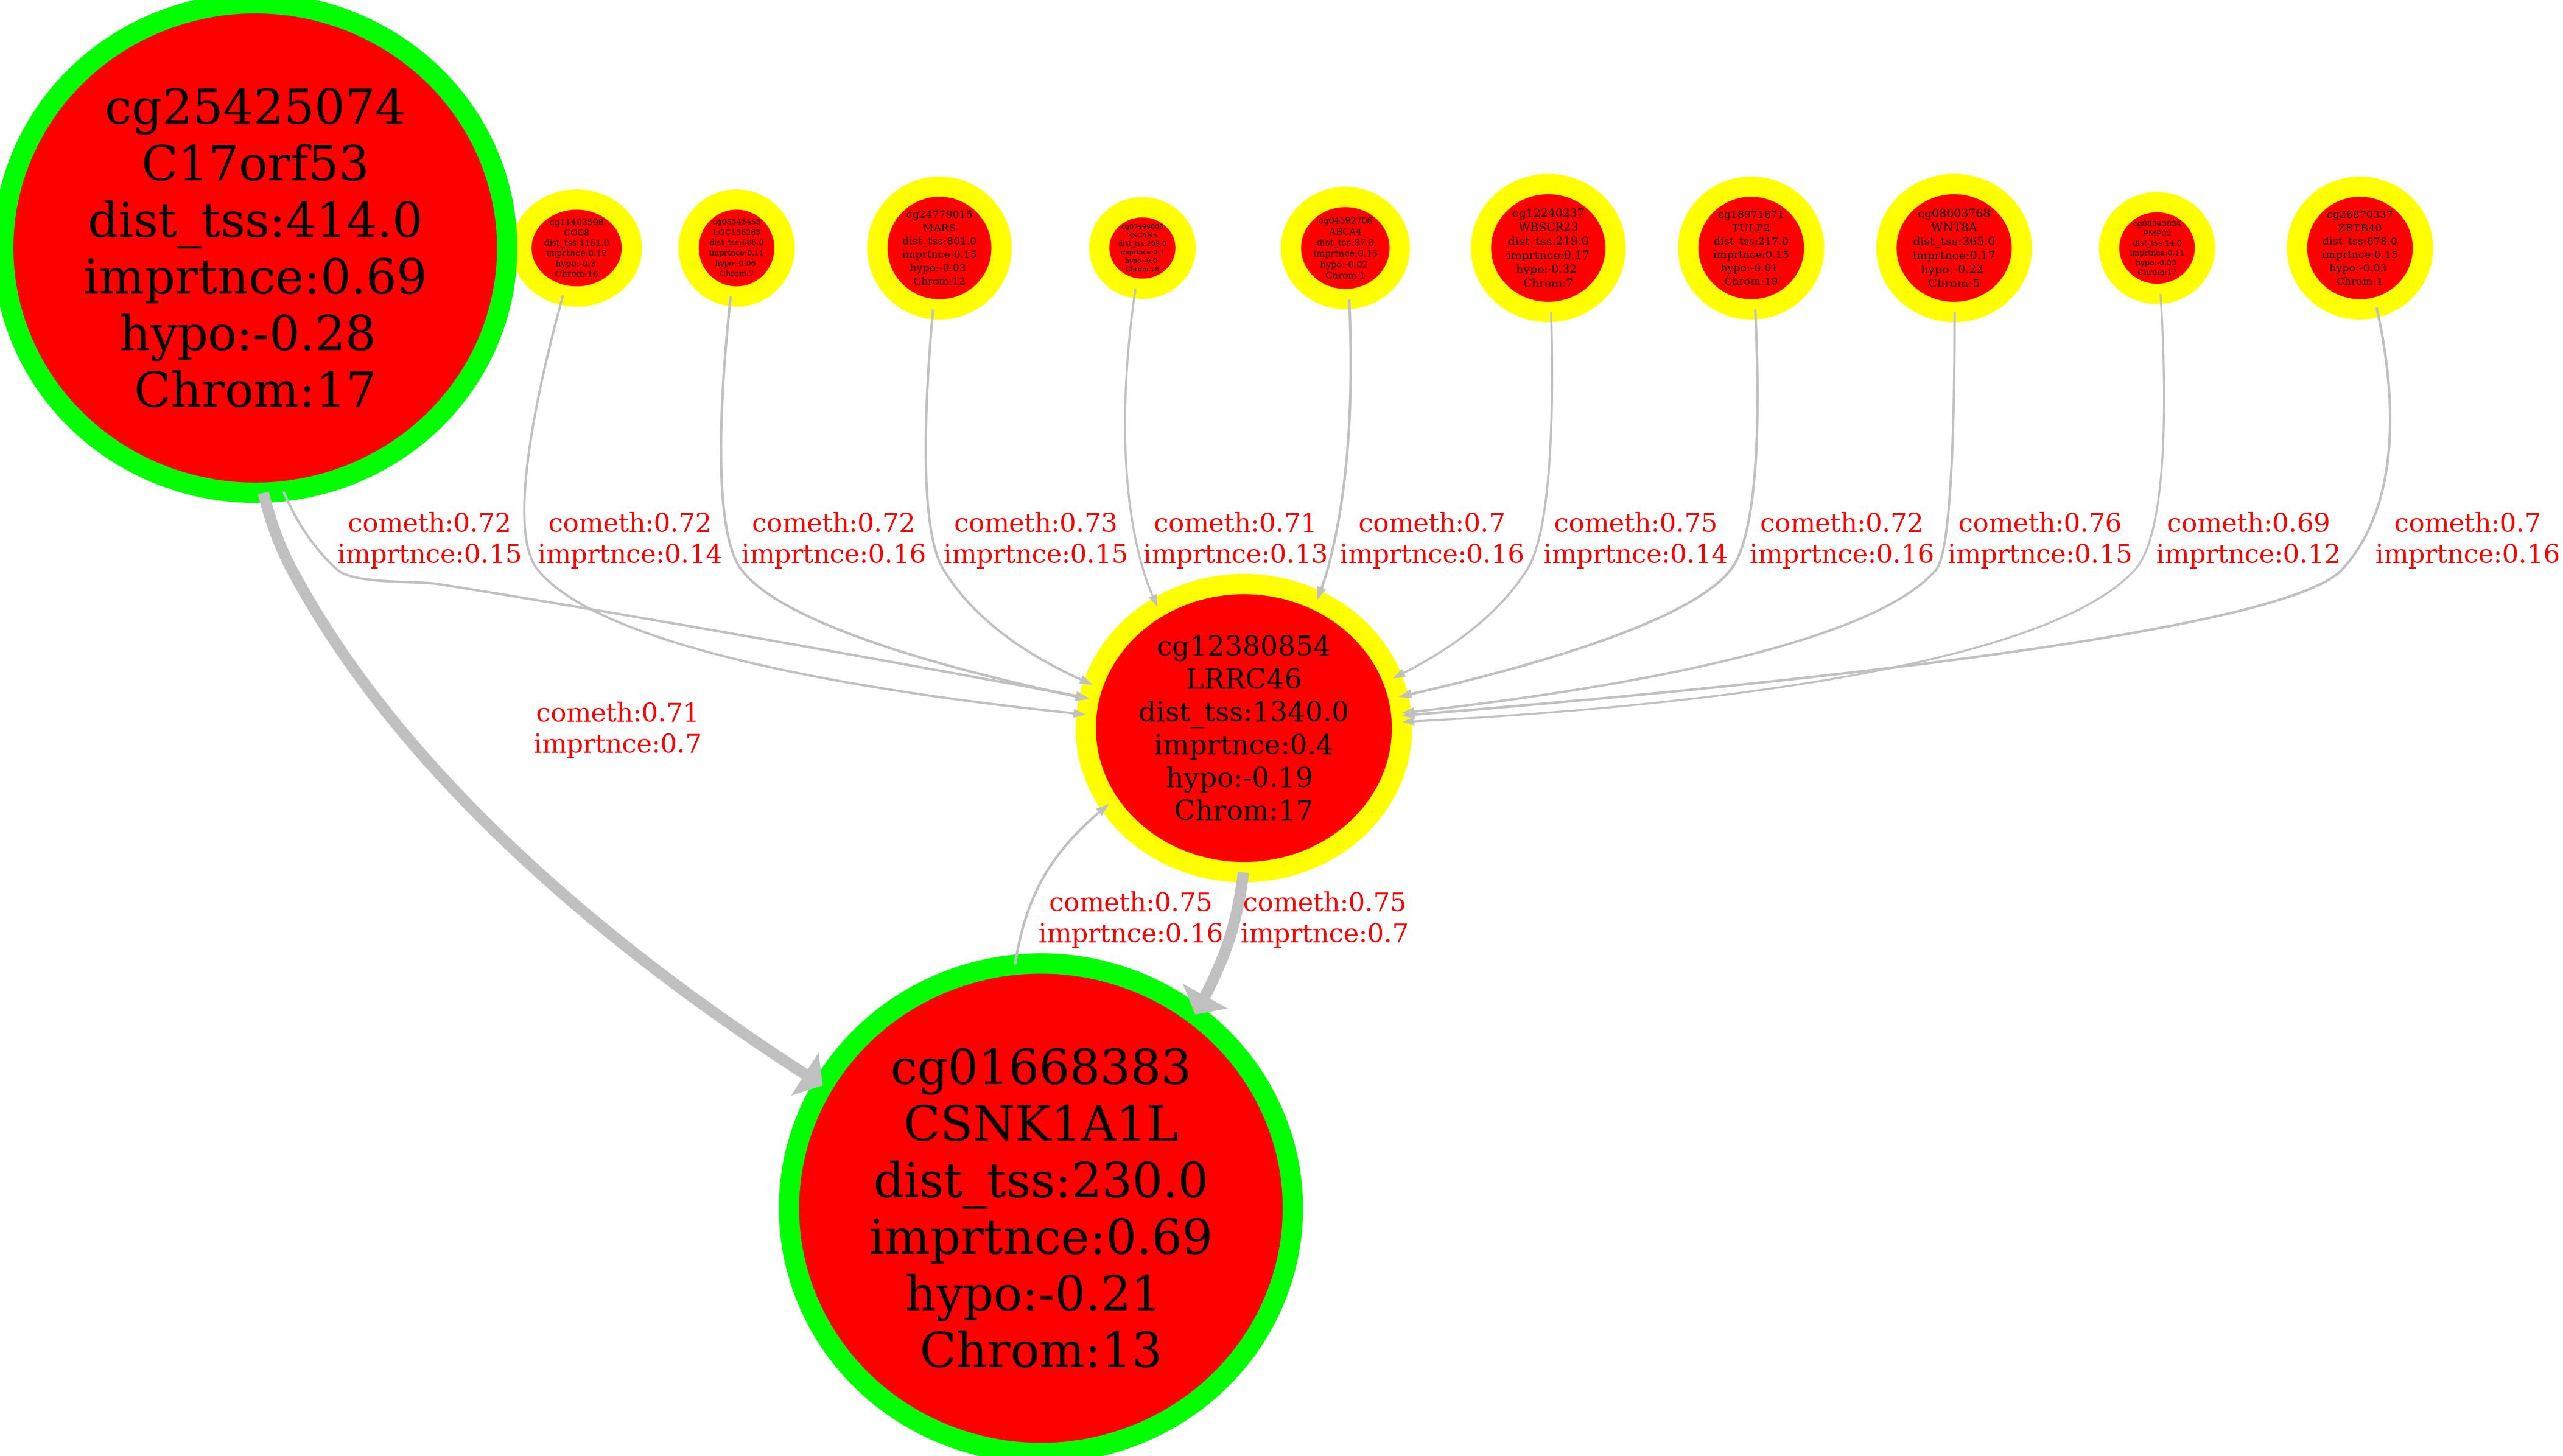 cg25425074
C17orf53
dist_tss:414.0
imprtnce:0.69
hypo:-0.28
Chrom:17
cg11403598
COG8
dist_tss:1151.0
imprtnce:0.12
hypo:-0.3
Chrom:16
dist_tss:565.0
imprtnce:0.11
hypo:-0.06
Chrom:7
cg24779015
MARS
dist_tss:801.0
imprtnce:0.15
hypo:-0.03
Chrom:12
imprtnce:0.1
hypo:-0.0
Chrom:19
cg04592706
ABCA4
dist_tss:87.0
imprtnce:0.13
hypo:-0.02
Chrom:1
cg12240237
WBSCR23
dist_tss:219.0
imprtnce:0.17
hypo:-0.32
Chrom:7
cg18971671
TULP2
dist_tss:217.0
imprtnce:0.15
hypo:-0.01
Chrom:19
cg08603768
WNT8A
dist_tss:365.0
imprtnce:0.17
hypo:-0.22
Chrom:5
PMP22
dist_tss:14.0
imprtnce:0.11
hypo:-0.03
Chrom:17
cg26870337
ZBTB40
dist_tss:678.0
imprtnce:0.15
hypo:-0.03
Chrom:1
cometh:0.72
imprtnce:0.15
cometh:0.72
imprtnce:0.14
cometh:0.72
imprtnce:0.16
cometh:0.73
imprtnce:0.15
cometh:0.71
imprtnce:0.13
cometh:0.7
imprtnce:0.16
cometh:0.75
imprtnce:0.14
cometh:0.72
imprtnce:0.16
cometh:0.76
imprtnce:0.15
cometh:0.69
imprtnce:0.12
cometh:0.7
imprtnce:0.16
cg12380854
LRRC46
dist_tss:1340.0
imprtnce:0.4
hypo:-0.19
Chrom:17
cometh:0.71
imprtnce:0.7
cometh:0.75
imprtnce:0.16
cometh:0.75
imprtnce:0.7
cg01668383
CSNK1A1L
dist_tss:230.0
imprtnce:0.69
hypo:-0.21
Chrom:13